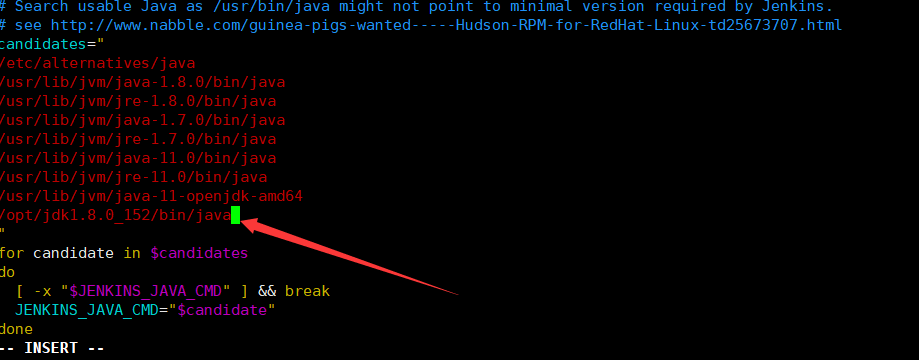 # Search usable Java as /usr/bin/java might not point to minimal version required by Jenkins.
# see http://www.nabble.com/guinea-pigs-wanted-----Hudson-RPM-for-RedHat-Linux-td25673707.html
candidates="
/etc/alternatives/java
/usr/lib/jvm/java-1.8.0/bin/java
/usr/lib/jvm/jre-1.8.0/bin/java
/usr/lib/jvm/java-1.7.0/bin/java
/usr/lib/jvm/jre-1.7.0/bin/java
/usr/lib/jvm/java-11.0/bin/java
/usr/lib/jvm/jre-11.0/bin/java
/usr/lib/jvm/java-11-openjdk-amd64
/opt/jdk1.8.0_152/bin/java
"
for candidate in $candidates
do
  [ -x "$JENKINS_JAVA_CMD" ] && break
  JENKINS_JAVA_CMD="$candidate"
done
-- INSERT --